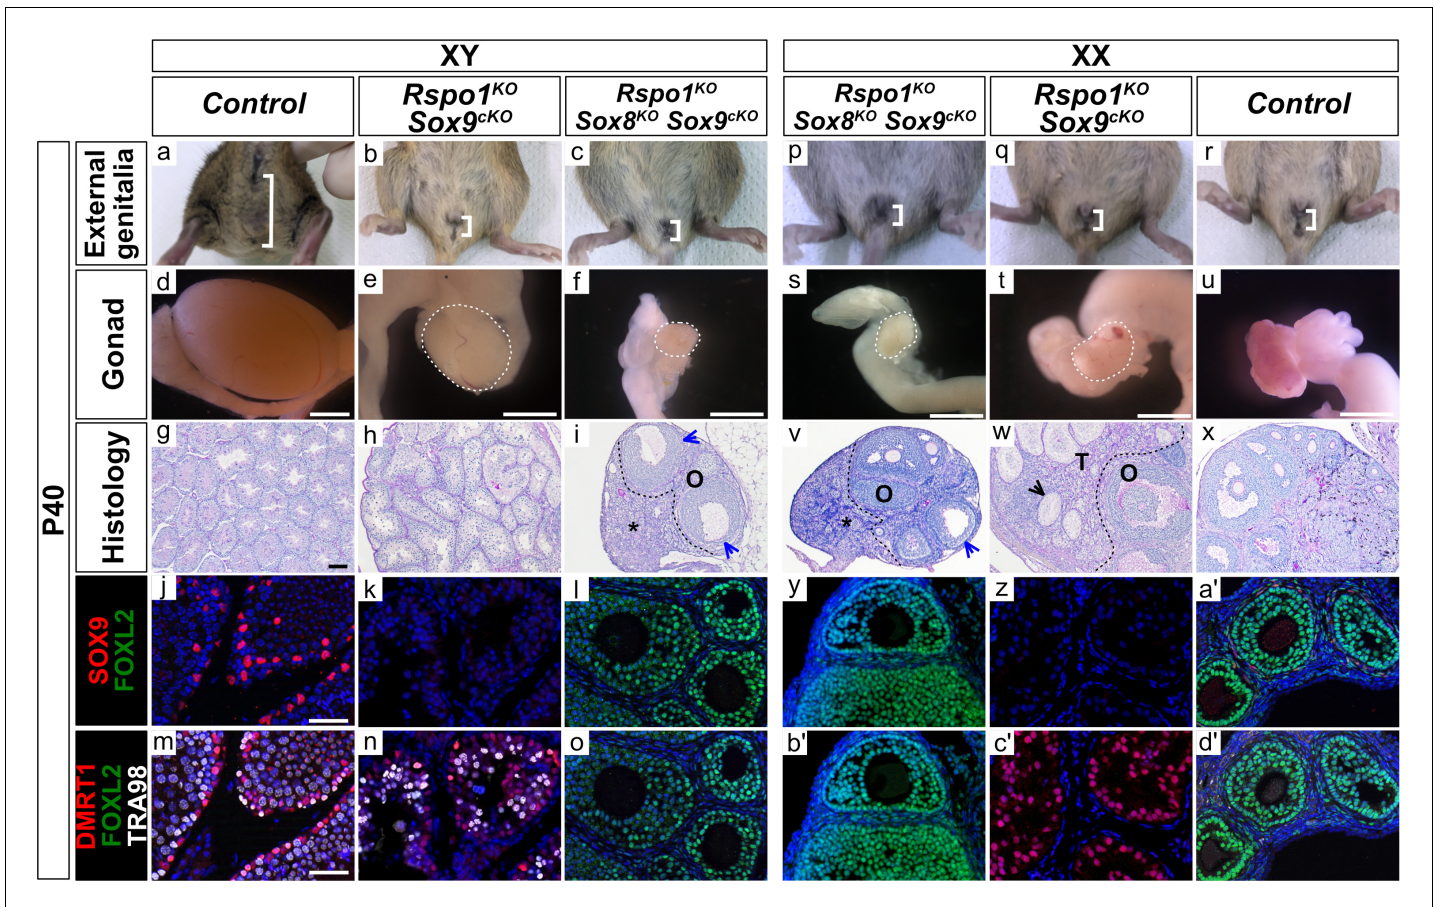 XY XX
Control Rspo1KO Rspo1KO Rspo1KO Rspo1KO Control
Sox9cKO Sox8KO Sox9cKO Sox8KO Sox9cKO Sox9cKO
P40
External
genitalia
a b c p q r
Gonad
d e f s t u
Histology
g h i v w x
O * O * T O
SOX9
FOXL2
j k l y z a'
DMRT1
FOXL2
TRA98
m n o b' c' d'